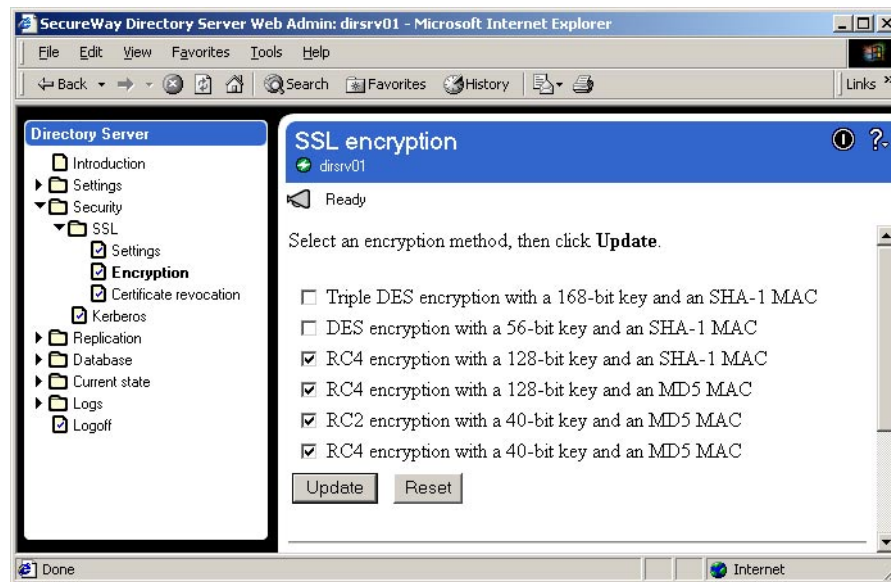 SecureWay Directory Server Web Admin: dirsrv01 - Microsoft Internet Explorer
File Edit View Favorites Tools Help
Back Search Favorites History Links »
Directory Server
Introduction
Settings
Security
SSL
Settings
Encryption
Certificate revocation
Kerberos
Replication
Database
Current state
Logs
Logoff
SSL encryption
dirsrv01
Ready
Select an encryption method, then click Update.
Triple DES encryption with a 168-bit key and an SHA-1 MAC
DES encryption with a 56-bit key and an SHA-1 MAC
RC4 encryption with a 128-bit key and an SHA-1 MAC
RC4 encryption with a 128-bit key and an MD5 MAC
RC2 encryption with a 40-bit key and an MD5 MAC
RC4 encryption with a 40-bit key and an MD5 MAC
Update Reset
Done Internet